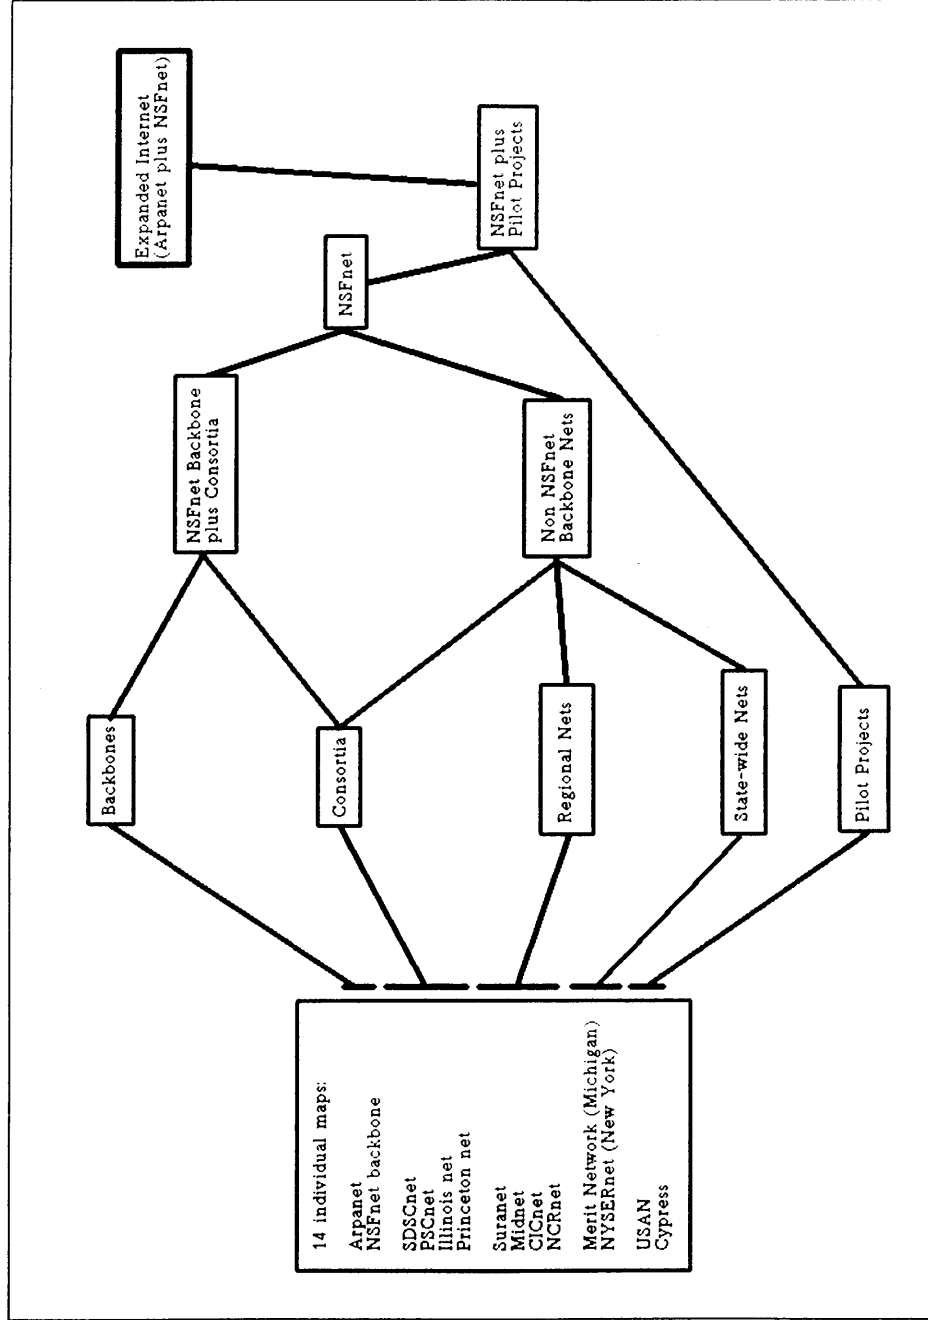 Expanded Internet
(Arpanet plus NSFnet)
NSFnet plus
Pilot Projects
NSFnet
NSFnet Backbone
plus Consortia
Non NSFnet
Backbone Nets
Backbones
Consortia
Regional Nets
State-wide Nets
Pilot Projects
14 individual maps:
Arpanet
NSFnet backbone
SDSCnet
PSCnet
Illinois net
Princeton net
Suranet
Midnet
CICnet
NCRnet
Merit Network (Michigan)
NYSERnet (New York)
USAN
Cypress